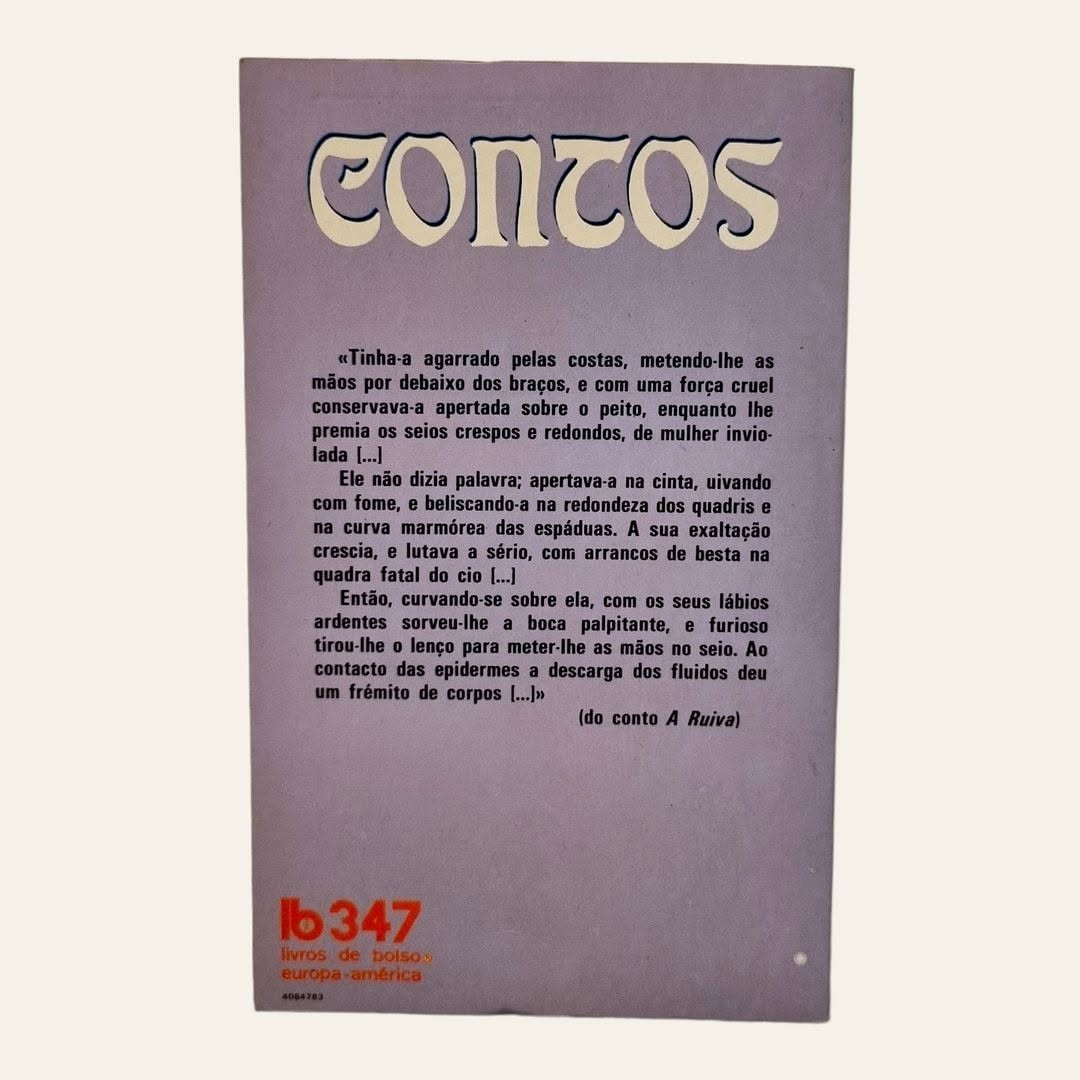 CONTOS
«Tinha-a agarrado pelas costas, metendo-lhe as
mãos por debaixo dos braços, e com uma força cruel
conservava-a apertada sobre o peito, enquanto lhe
premia os seios crespos e redondos, de mulher invio-
lada [...]
Ele não dizia palavra; apertava-a na cinta, uivando
com fome, e beliscando-a na redondeza dos quadris e
na curva marmórea das espáduas. A sua exaltação
crescia, e lutava a sério, com arrancos de besta na
quadra fatal do cio [...]
Então, curvando-se sobre ela, com os seus lábios
ardentes sorveu-lhe a boca palpitante, e furioso
tirou-lhe o lenço para meter-lhe as mãos no seio. Ao
contacto das epidermes a descarga dos fluidos deu
um frémito de corpos [...]»
(do conto A Ruiva)
lb 347
livros de bolso®
europa-américa
4084783